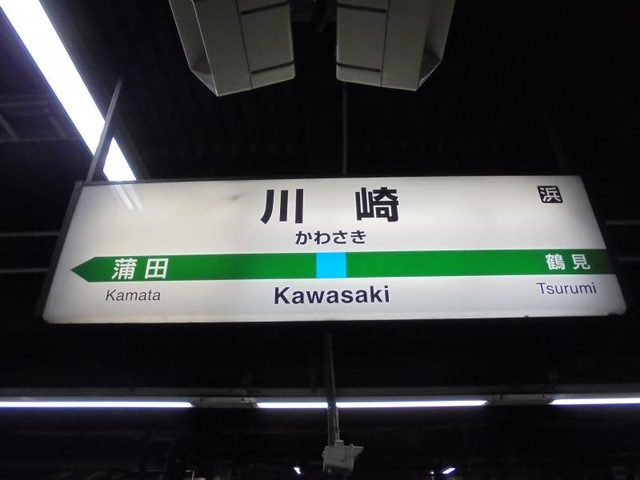 川崎
浜
かわさき
蒲田
鶴見
Kamata
Kawasaki
Tsurumi